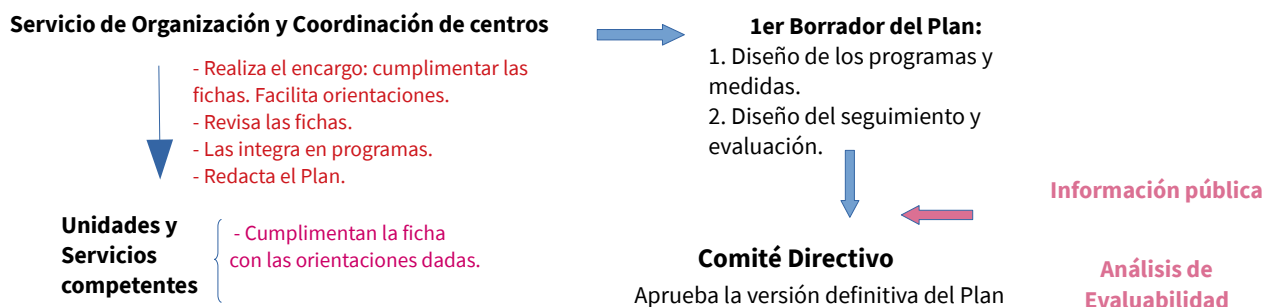 Servicio de Organización y Coordinación de centros
- Realiza el encargo: cumplimentar las
fichas. Facilita orientaciones.
- Revisa las fichas.
- Las integra en programas.
- Redacta el Plan.
Unidades y
Servicios
competentes
- Cumplimentan la ficha
con las orientaciones dadas.
1er Borrador del Plan:
1. Diseño de los programas y
medidas.
2. Diseño del seguimiento y
evaluación.
Información pública
Comité Directivo
Aprueba la versión definitiva del Plan
Análisis de
Evaluabilidad